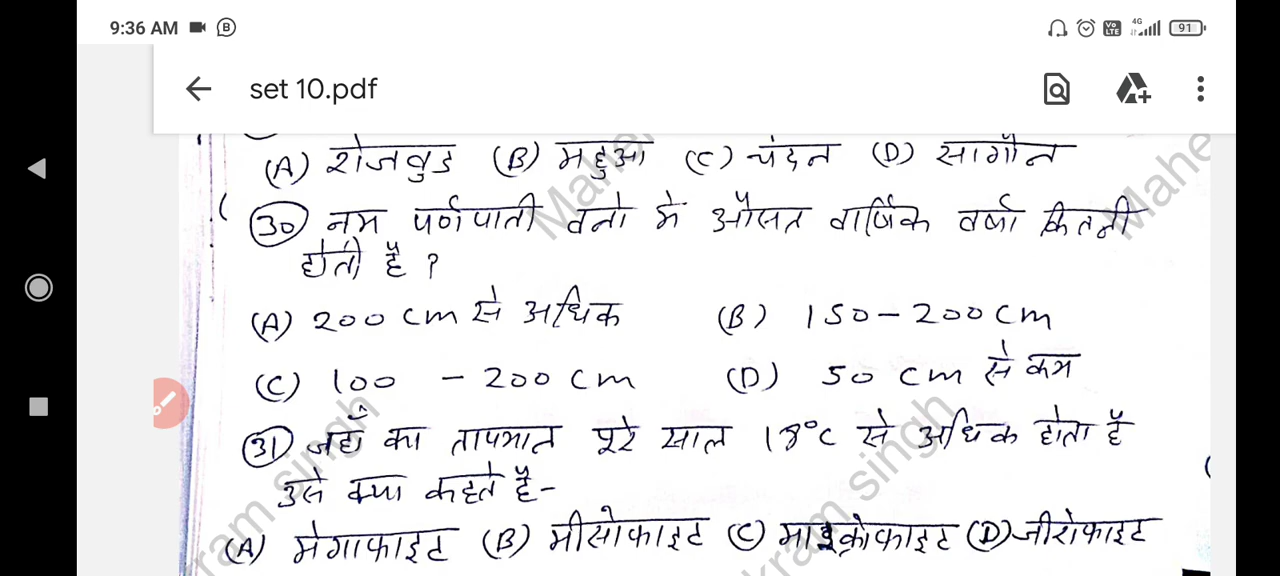 9:36 AM
4G
91
set 10.pdf
(A) रोजवुड (B) महुआ (C) चंदन (D) सागौन
(30) नम पर्णपाती वनो मे औसत वार्षिक वर्षा कितनी
होती है ?
(A) 200 cm से अधिक (B) 150-200 cm
(C) 100 - 200 cm (D) 50 cm से कम
(31) जहाँ का तापमान पूरे साल 18°C से अधिक होता है
उसे क्या कहते है-
(A) मेगाफाइट (B) मीसोफाइट (C) माइक्रोफाइट (D) जीरोफाइट